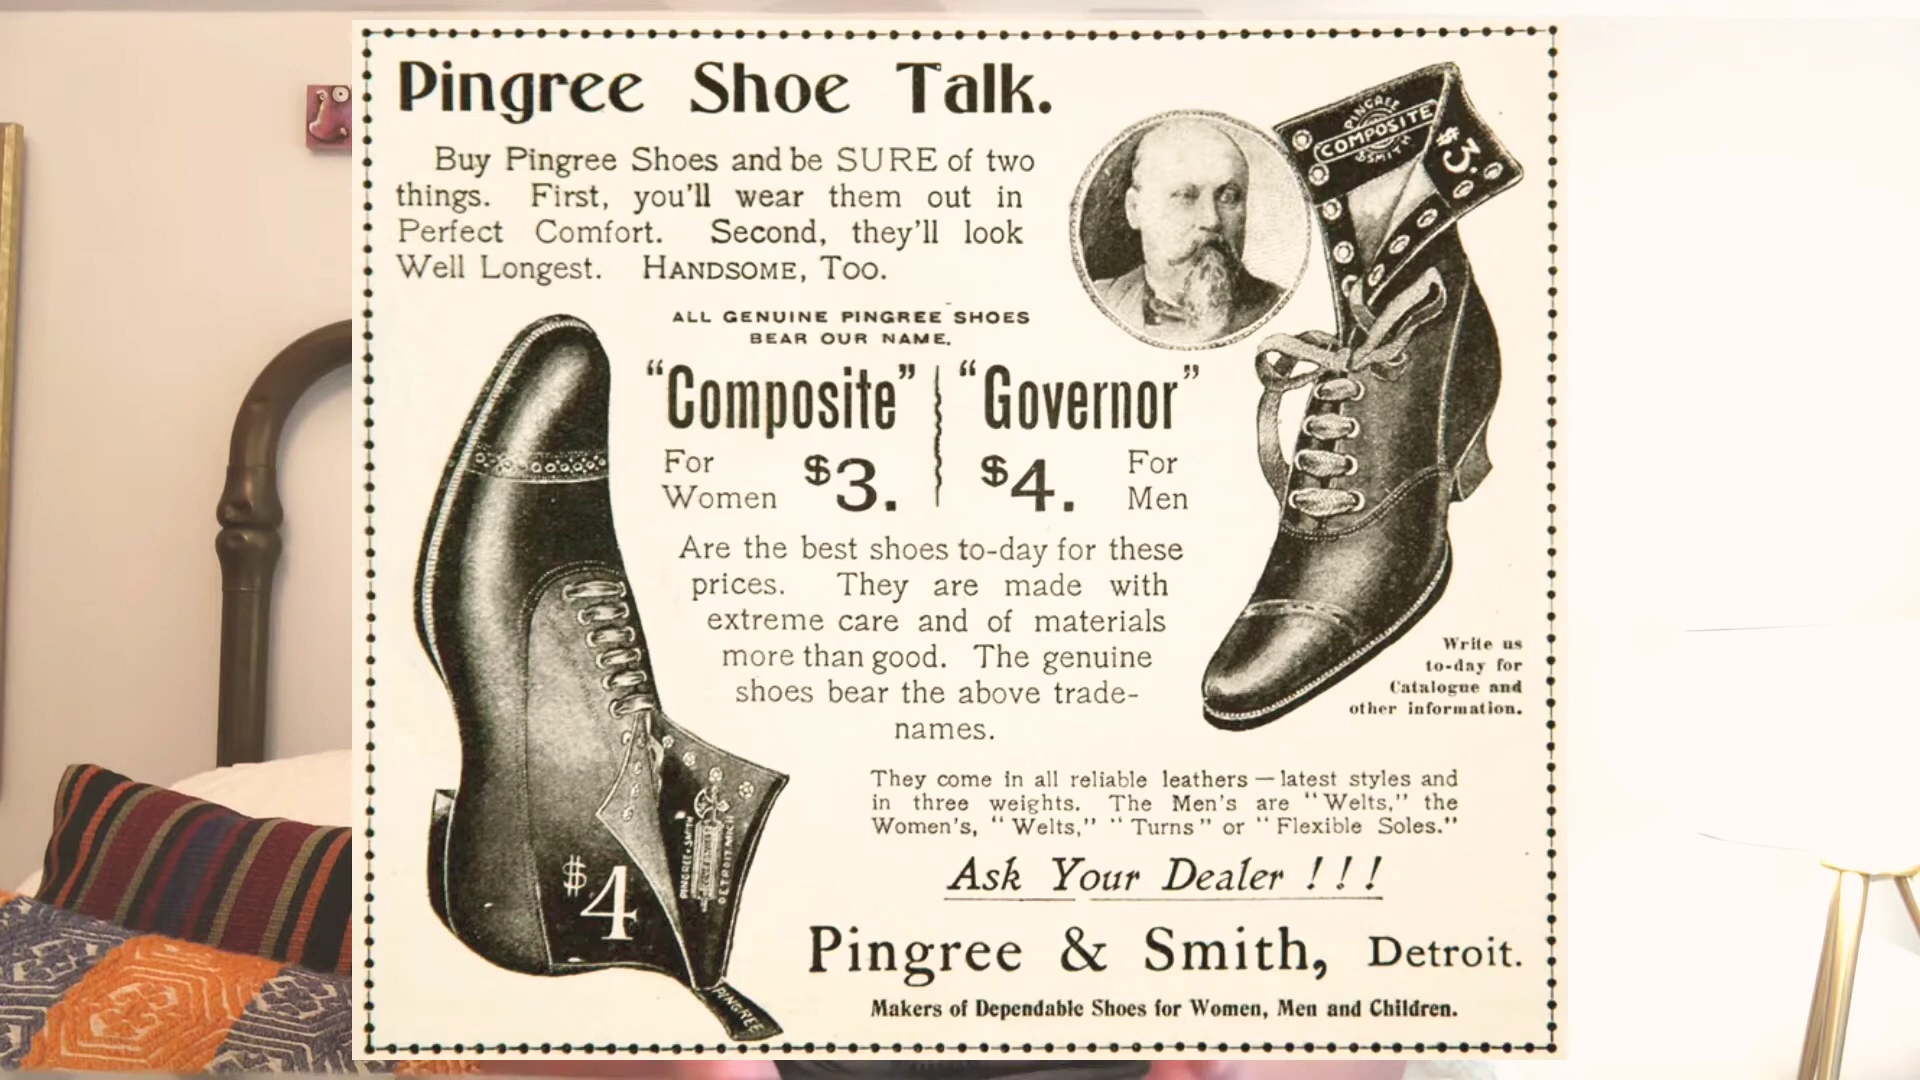 Pingree Shoe Talk.
Buy Pingree Shoes and be SURE of two
things. First, you'll wear them out in
Perfect Comfort. Second, they'll look
Well Longest. HANDSOME, TOO.
ALL GENUINE PINGREE SHOES
BEAR OUR NAME.
"Composite"
For
Women
$3.
"Governor"
$4.
For
Men
Are the best shoes to-day for these
prices. They are made with
extreme care and of materials
more than good. The genuine
shoes bear the above trade-
names.
PINGREE
COMPOSITE
& SMITH
$3.
Write us
to-day for
Catalogue and
other information.
They come in all reliable leathers — latest styles and
in three weights. The Men's are "Welts," the
Women's, "Welts," "Turns" or "Flexible Soles."
Ask Your Dealer !!!
Pingree & Smith, Detroit.
Makers of Dependable Shoes for Women, Men and Children.
$4
PINGREE & SMITH
DETROIT MICH
PINGREE